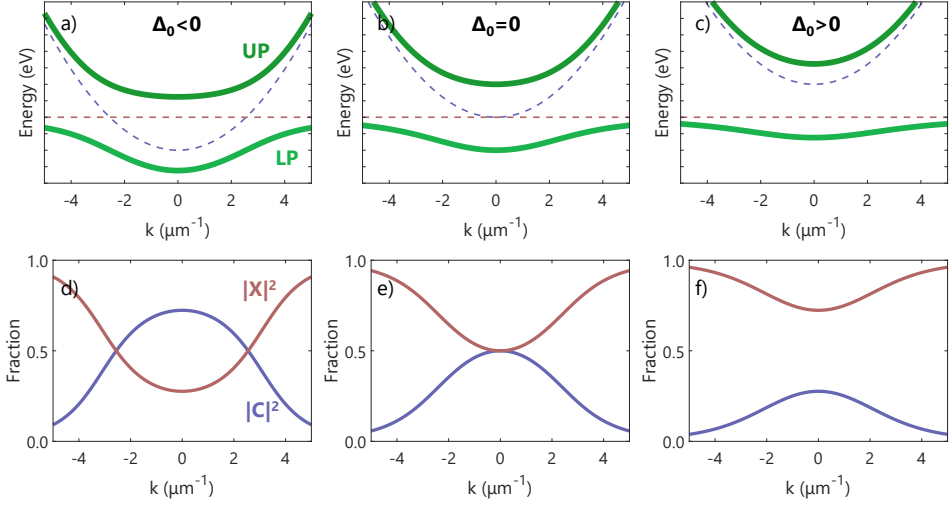 a) Δ₀<0
UP
LP
Energy (eV)
-4 -2 0 2 4
k (μm⁻¹)
b) Δ₀=0
Energy (eV)
-4 -2 0 2 4
k (μm⁻¹)
c) Δ₀>0
Energy (eV)
-4 -2 0 2 4
k (μm⁻¹)
d)
|X|²
|C|²
Fraction
1.0
0.5
0.0
-4 -2 0 2 4
k (μm⁻¹)
e)
Fraction
1.0
0.5
0.0
-4 -2 0 2 4
k (μm⁻¹)
f)
Fraction
1.0
0.5
0.0
-4 -2 0 2 4
k (μm⁻¹)